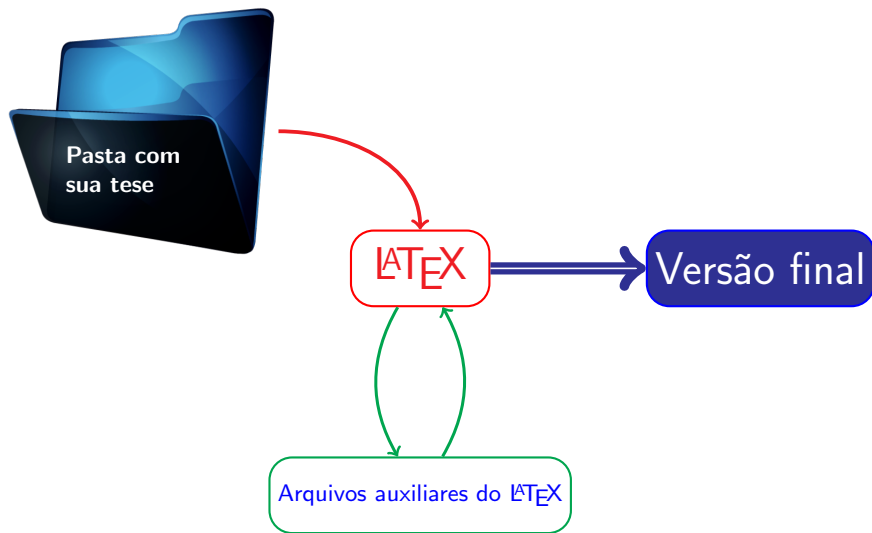 Pasta com
sua tese
LATEX
Versão final
Arquivos auxiliares do LATEX